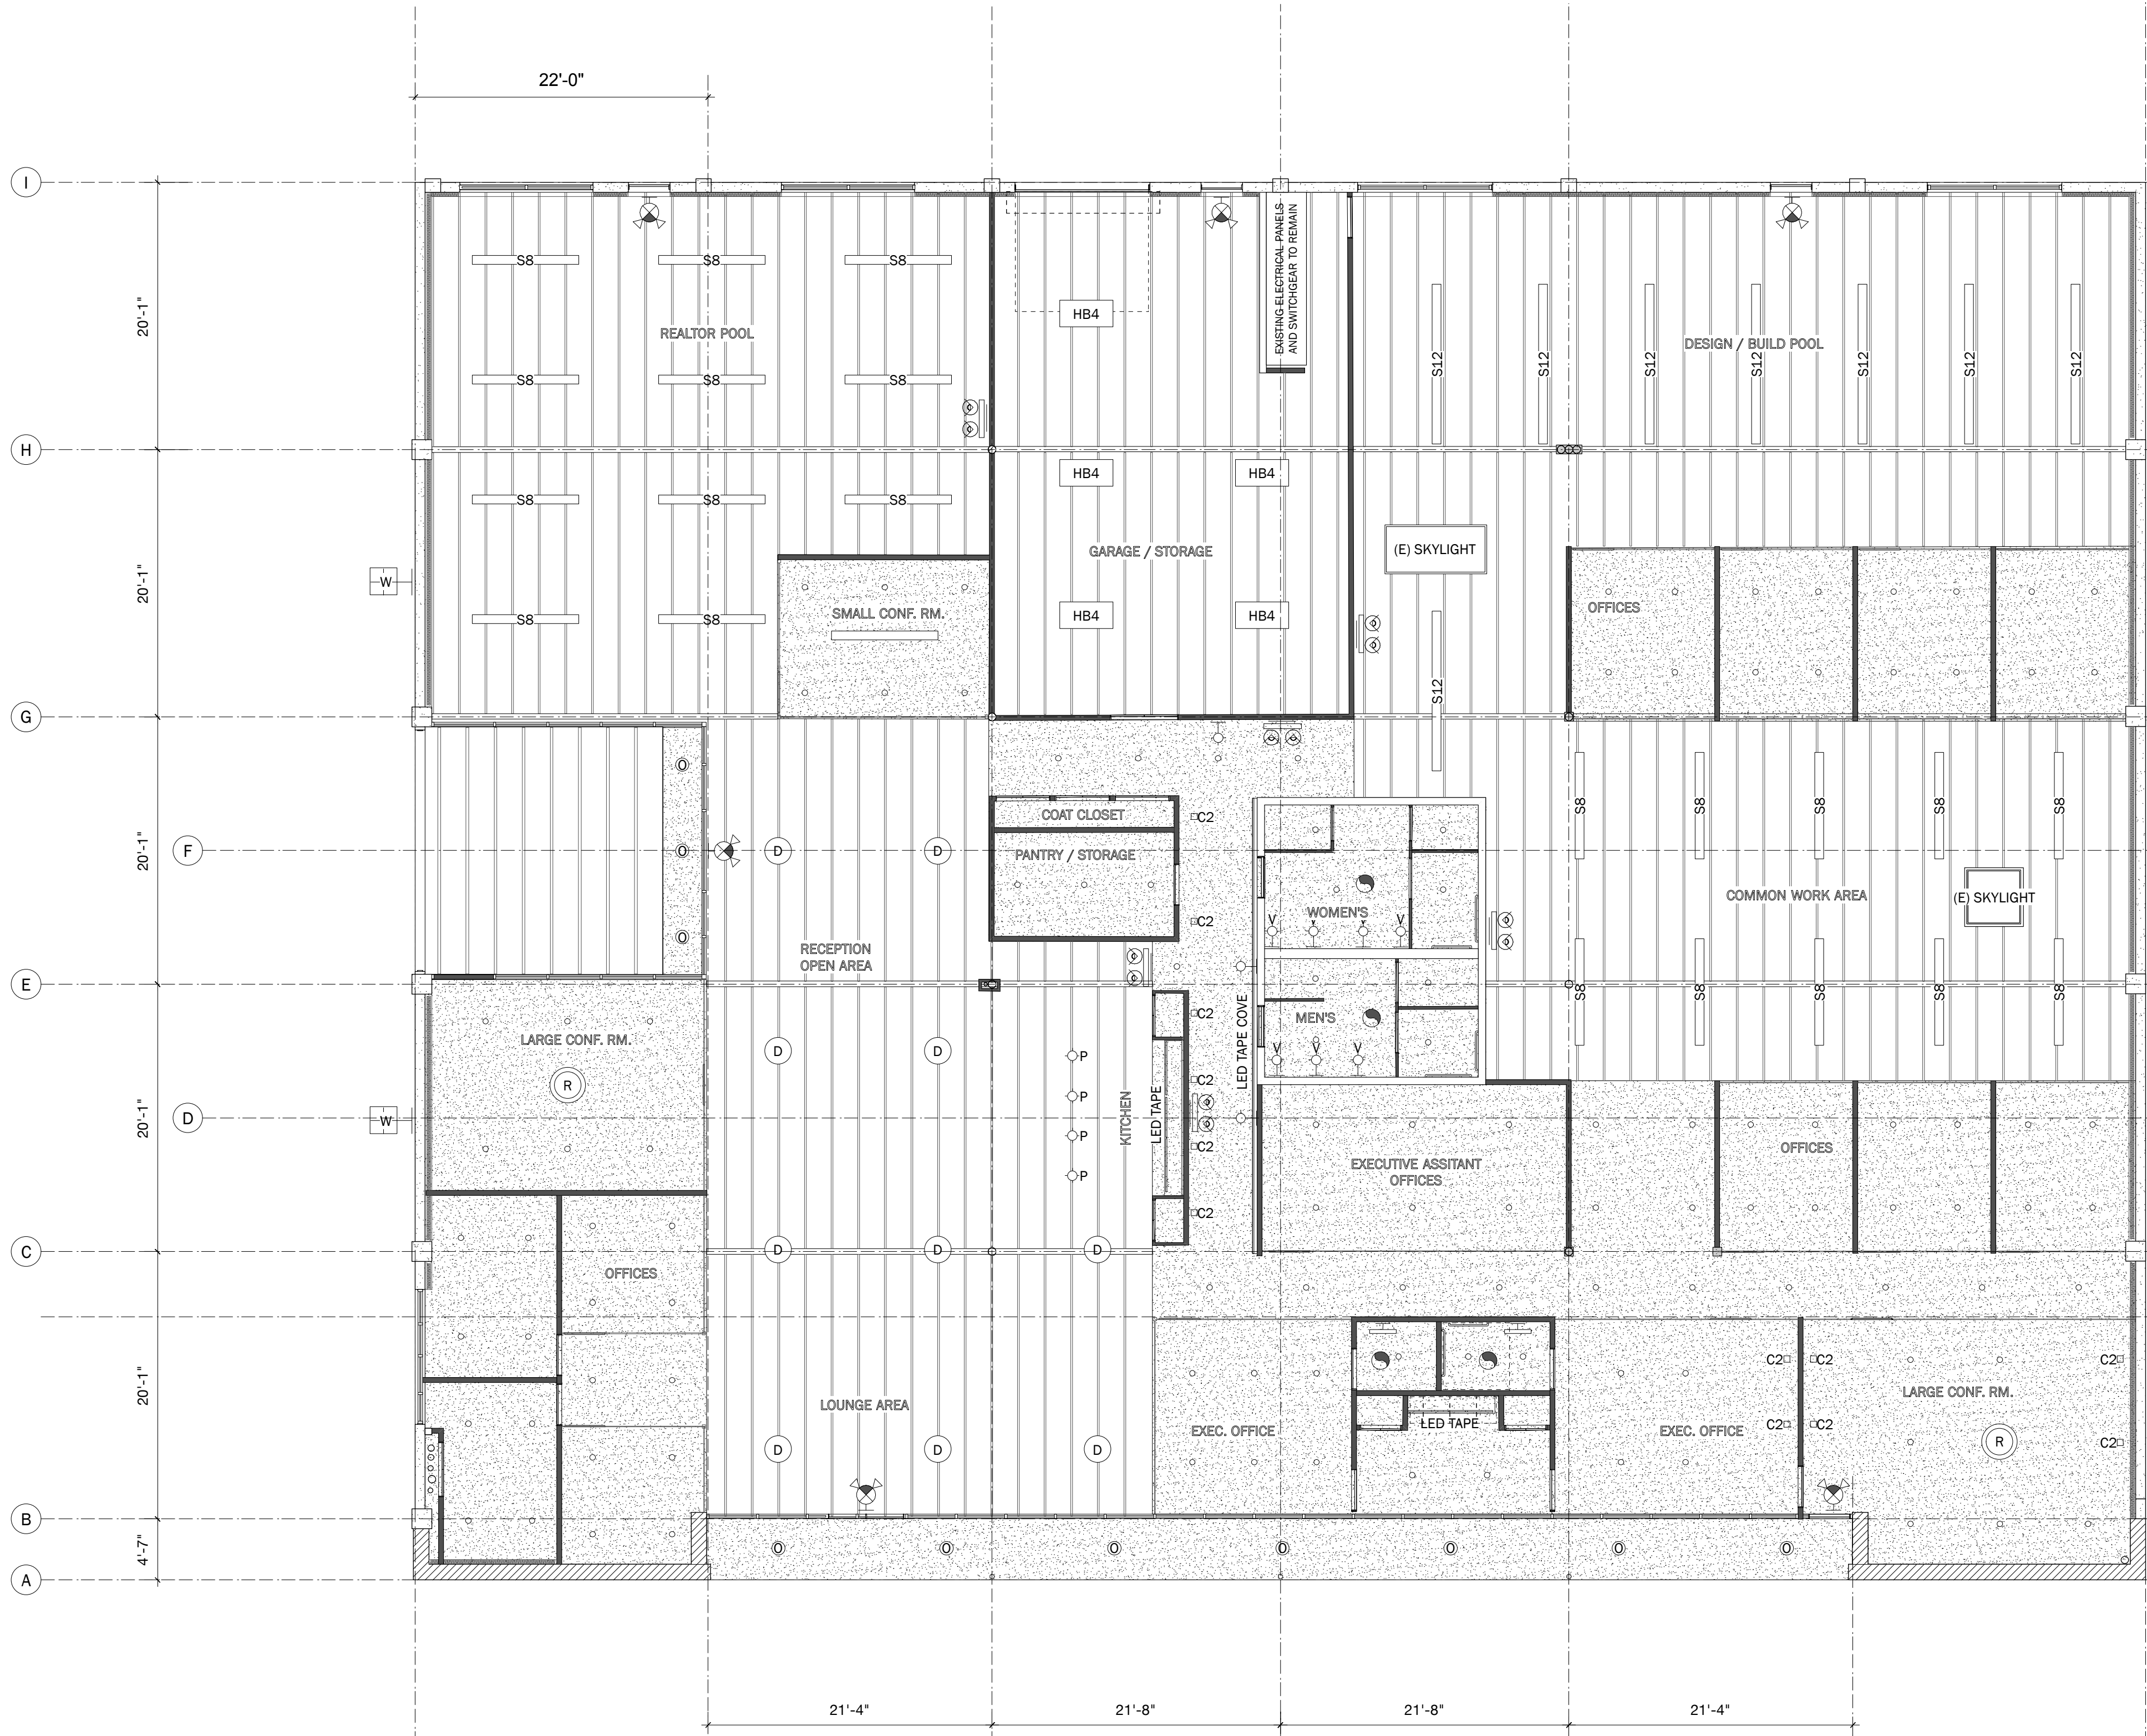 22'-0"
I
20'-1"
S8 S8 S8
REALTOR POOL
HB4
EXISTING ELECTRICAL PANELS
AND SWITCHGEAR TO REMAIN
DESIGN / BUILD POOL
S12 S12 S12 S12 S12 S12 S12
S8 S8 S8
H
HB4 HB4
S8 S8 S8
GARAGE / STORAGE
(E) SKYLIGHT
20'-1"
W
OFFICES
SMALL CONF. RM.
HB4 HB4
S8 S8
S12
G
O
S8 S8 S8 S8 S8
COAT CLOSET
C2
F
20'-1"
O
D D
PANTRY / STORAGE
COMMON WORK AREA
(E) SKYLIGHT
WOMEN'S
V V V V
C2
O
RECEPTION
OPEN AREA
E
S8 S8 S8 S8 S8
C2
MEN'S
LARGE CONF. RM.
LED TAPE COVE
V V V
D D
P
R
C2
P
KITCHEN
LED TAPE
D
20'-1"
W
P
C2
OFFICES
P
EXECUTIVE ASSITANT
OFFICES
C2
C
D D D
OFFICES
C2 C2 C2
20'-1"
LARGE CONF. RM.
LOUNGE AREA
EXEC. OFFICE
LED TAPE
EXEC. OFFICE
C2 C2
R
C2
D D D
B
4'-7"
O O O O O O O
A
21'-4" 21'-8" 21'-8" 21'-4"